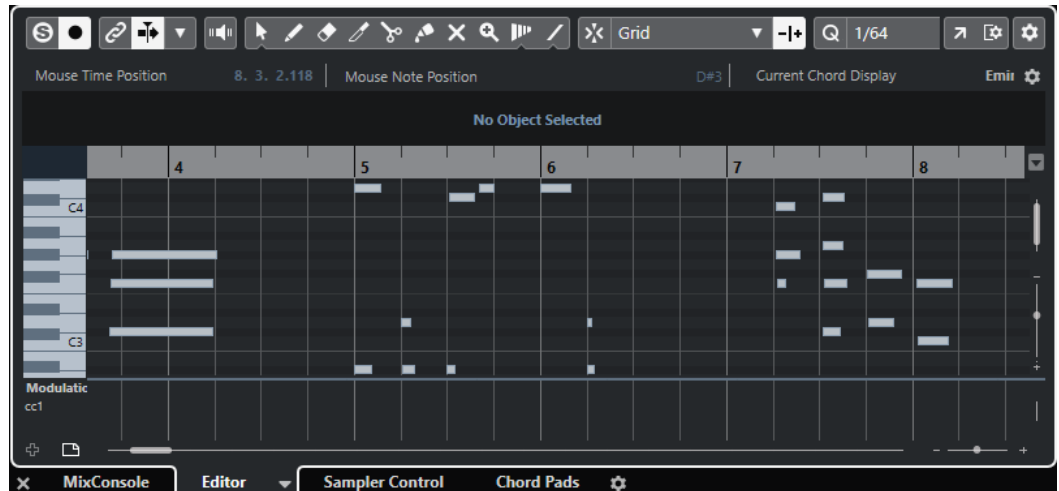 Grid
Q 1/64
Mouse Time Position 8. 3. 2.118 Mouse Note Position D#3 Current Chord Display Emi
No Object Selected
4 5 6 7 8
C4
C3
Modulatic
cc1
MixConsole Editor Sampler Control Chord Pads